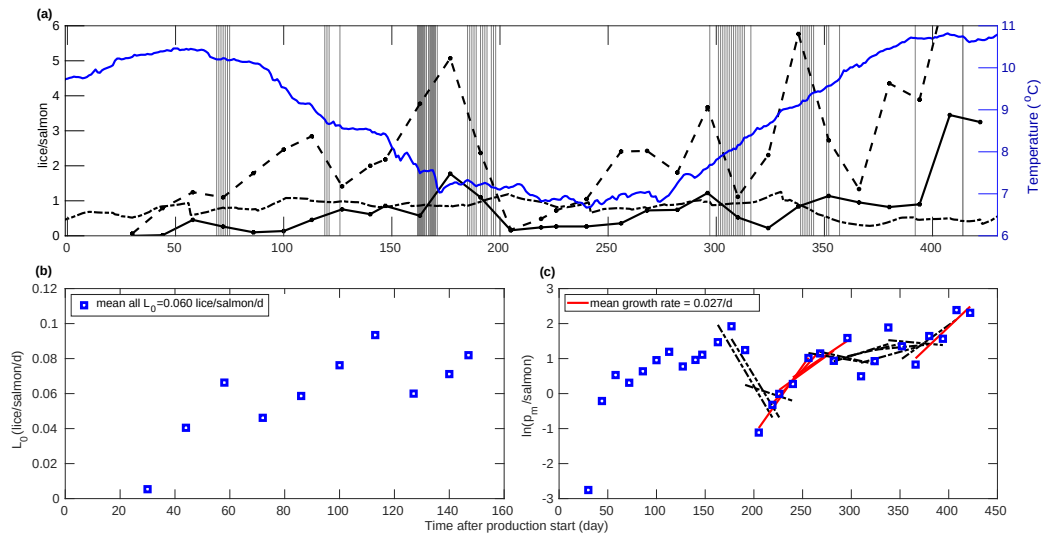 (a)
lice/salmon
6
5
4
3
2
1
0
0 50 100 150 200 250 300 350 400
11
10
9
8
7
6
Temperature (°C)
(b)
L0 (lice/salmon/d)
0.12
0.1
0.08
0.06
0.04
0.02
0
mean all L0=0.060 lice/salmon/d
0 20 40 60 80 100 120 140 160
(c)
ln(pm/salmon)
2
1
0
-1
-2
-3
mean growth rate = 0.027/d
0 50 100 150 200 250 300 350 400 450
Time after production start (day)